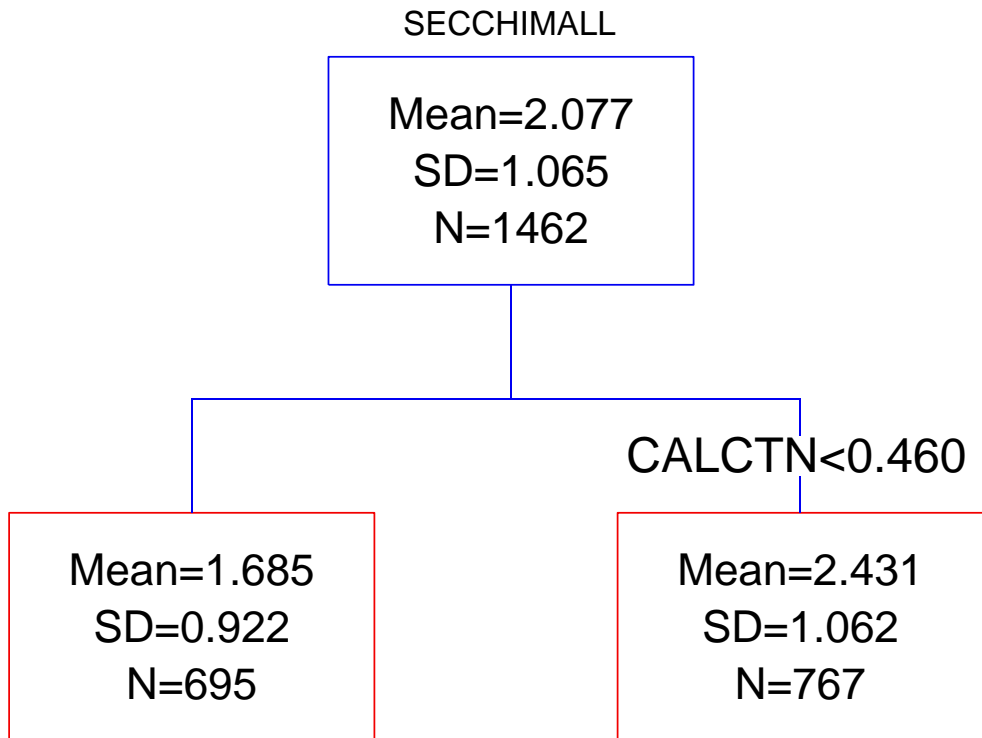 SECCHIMALL
Mean=2.077
SD=1.065
N=1462
CALCTN<0.460
Mean=1.685
SD=0.922
N=695
Mean=2.431
SD=1.062
N=767